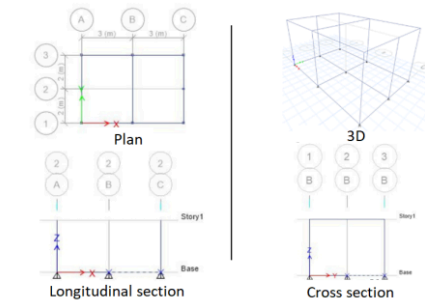 A B C
3 (m) 3 (m)
3
2 (m)
2
2 (m)
1
X
Plan
3D
2 2 2
A B C
Story1
Z
X
Base
Longitudinal section
1 2 3
B B B
Story1
Z
Base
Cross section